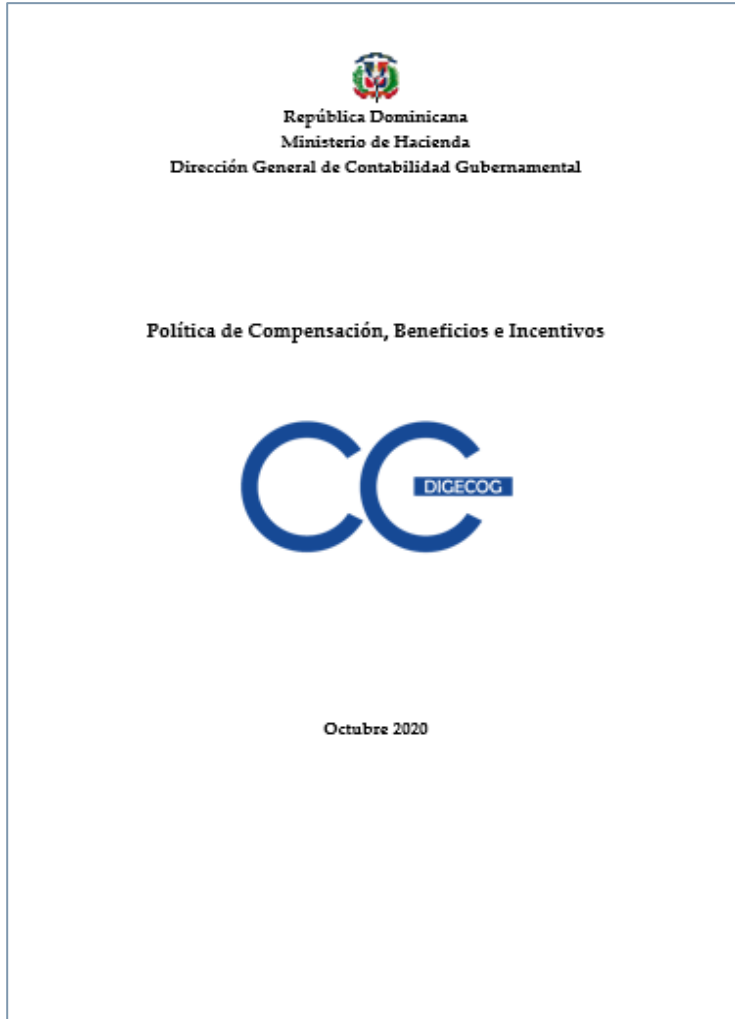 República Dominicana
Ministerio de Hacienda
Dirección General de Contabilidad Gubernamental
Política de Compensación, Beneficios e Incentivos
DIGECOG
Octubre 2020